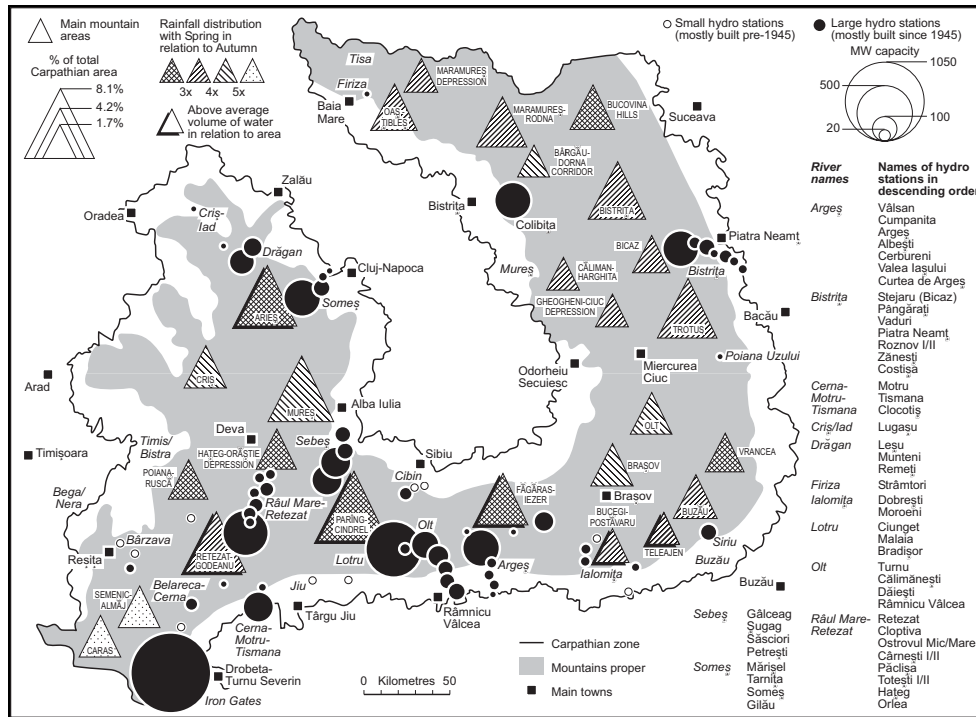 Main mountain
areas
% of total
Carpathian area
8.1%
4.2%
1.7%
Rainfall distribution
with Spring in
relation to Autumn
3x 4x 5x
Above average
volume of water
in relation to area
Small hydro stations
(mostly built pre-1945)
Large hydro stations
(mostly built since 1945)
MW capacity
1050
500
100
20
Tisa
Firiza
Baia
Mare
MARAMUREȘ
DEPRESSION
OAȘ
TIBLES
MARAMUREȘ-
RODNA
BUCOVINA
HILLS
Suceava
BÂRGĂU-
DORNA
CORRIDOR
Zalău
Oradea
Criș-
Iad
Drăgan
Cluj-Napoca
Someș
ARIEȘ
Bistrița
Colibița
BISTRIȚA
BICAZ
Piatra Neamț
Bistrița
Mureș
CĂLIMAN-
HARGHITA
GHEOGHENI-CIUC
DEPRESSION
TROTUȘ
Bacău
Poiana Uzului
Odorheiu
Secuiesc
Miercurea
Ciuc
Arad
CRIȘ
MUREȘ
Alba Iulia
OLT
Timișoara
Timis/
Bistra
Deva
HAȚEG-ORĂȘTIE
DEPRESSION
Sebeș
Sibiu
Cibin
POIANA-
RUSCĂ
Bega/
Nera
Râul Mare-
Retezat
BRAȘOV
VRANCEA
Brașov
FĂGĂRAS-
IEZER
BUCEGI-
POSTĂVARU
BUZĂU
TELEAJEN
Siriu
Buzău
Buzău
Bârzava
Reșița
RETEZAT-
GODEANU
PARÎNG-
CINDREL
Lotru
Olt
Argeș
Ialomița
Belareca-
Cerna
Jiu
SEMENIC-
ALMĂJ
CARAS
Cerna-
Motru-
Tismana
Târgu Jiu
Râmnicu
Vâlcea
Drobeta-
Turnu Severin
Iron Gates
0 Kilometres 50
Carpathian zone
Mountains proper
Main towns
River
names
Names of hydro
stations in
descending order
Argeș Vâlsan
Cumpanita
Argeș
Albești
Cerbureni
Valea Iașului
Curtea de Argeș
Bistrița Stejaru (Bicaz)
Pângărați
Vaduri
Piatra Neamț
Roznov I/II
Zănești
Costișa
Cerna- Motru
Motru- Tismana
Tismana Clocotiș
Criș/Iad Lugașu
Drăgan Leșu
Munteni
Remeți
Firiza Strâmtori
Ialomița Dobrești
Moroeni
Lotru Ciunget
Malaia
Bradișor
Olt Turnu
Călimănești
Dăiești
Râmnicu Vâlcea
Râul Mare- Retezat
Retezat Cloptiva
Ostrovul Mic/Mare
Cârnești I/II
Păclișa
Totești I/II
Hațeg
Orlea
Sebeș Gâlceag
Șugag
Săsciori
Petrești
Someș Mărișel
Tarnița
Someș
Gilău